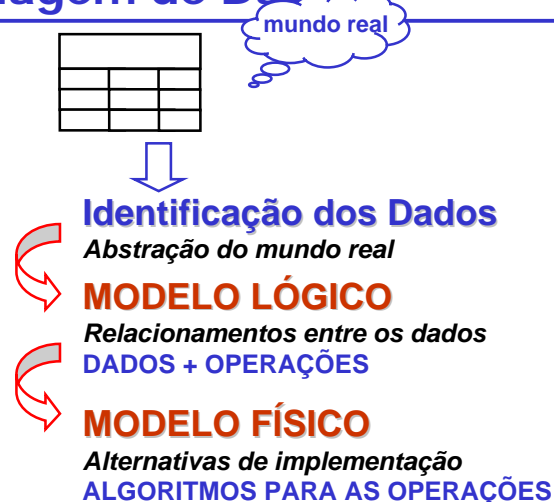 mundo real
Identificação dos Dados
Abstração do mundo real
MODELO LÓGICO
Relacionamentos entre os dados
DADOS + OPERAÇÕES
MODELO FÍSICO
Alternativas de implementação
ALGORITMOS PARA AS OPERAÇÕES